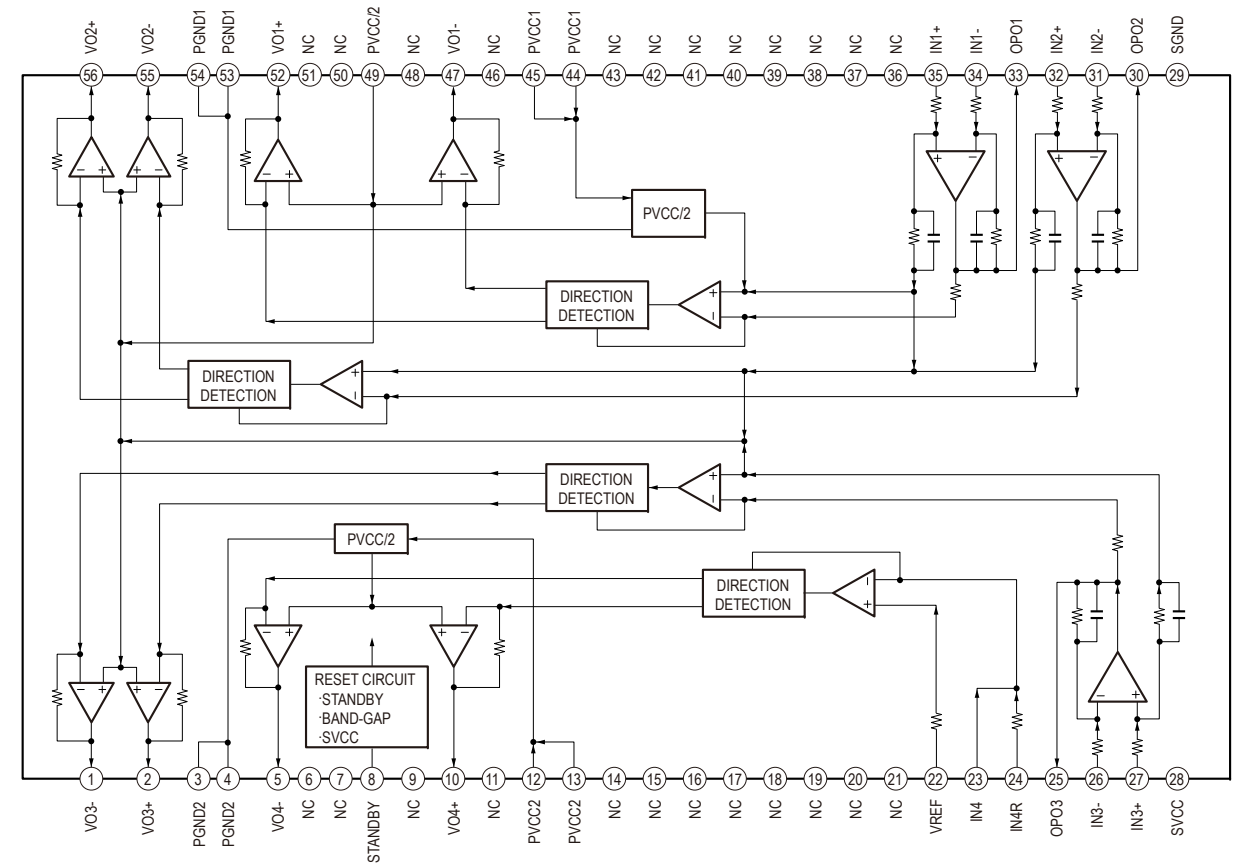 VO2+
VO2-
PGND1
PGND1
VO1+
NC
NC
PVCC/2
NC
VO1-
NC
PVCC1
PVCC1
NC
NC
NC
NC
NC
NC
NC
NC
IN1+
IN1-
OPO1
IN2+
IN2-
OPO2
SGND
56
55
54
53
52
51
50
49
48
47
46
45
44
43
42
41
40
39
38
37
36
35
34
33
32
31
30
29
- +
+ -
- +
+ -
+ -
+ -
PVCC/2
DIRECTION
DETECTION
+
-
DIRECTION
DETECTION
+
-
DIRECTION
DETECTION
+
-
PVCC/2
DIRECTION
DETECTION
-
+
- +
+ -
RESET CIRCUIT
·STANDBY
·BAND-GAP
·SVCC
- +
+ -
- +
1
2
3
4
5
6
7
8
9
10
11
12
13
14
15
16
17
18
19
20
21
22
23
24
25
26
27
28
VO3-
VO3+
PGND2
PGND2
VO4-
NC
NC
STANDBY
NC
VO4+
NC
PVCC2
PVCC2
NC
NC
NC
NC
NC
NC
NC
NC
VREF
IN4
IN4R
OPO3
IN3-
IN3+
SVCC